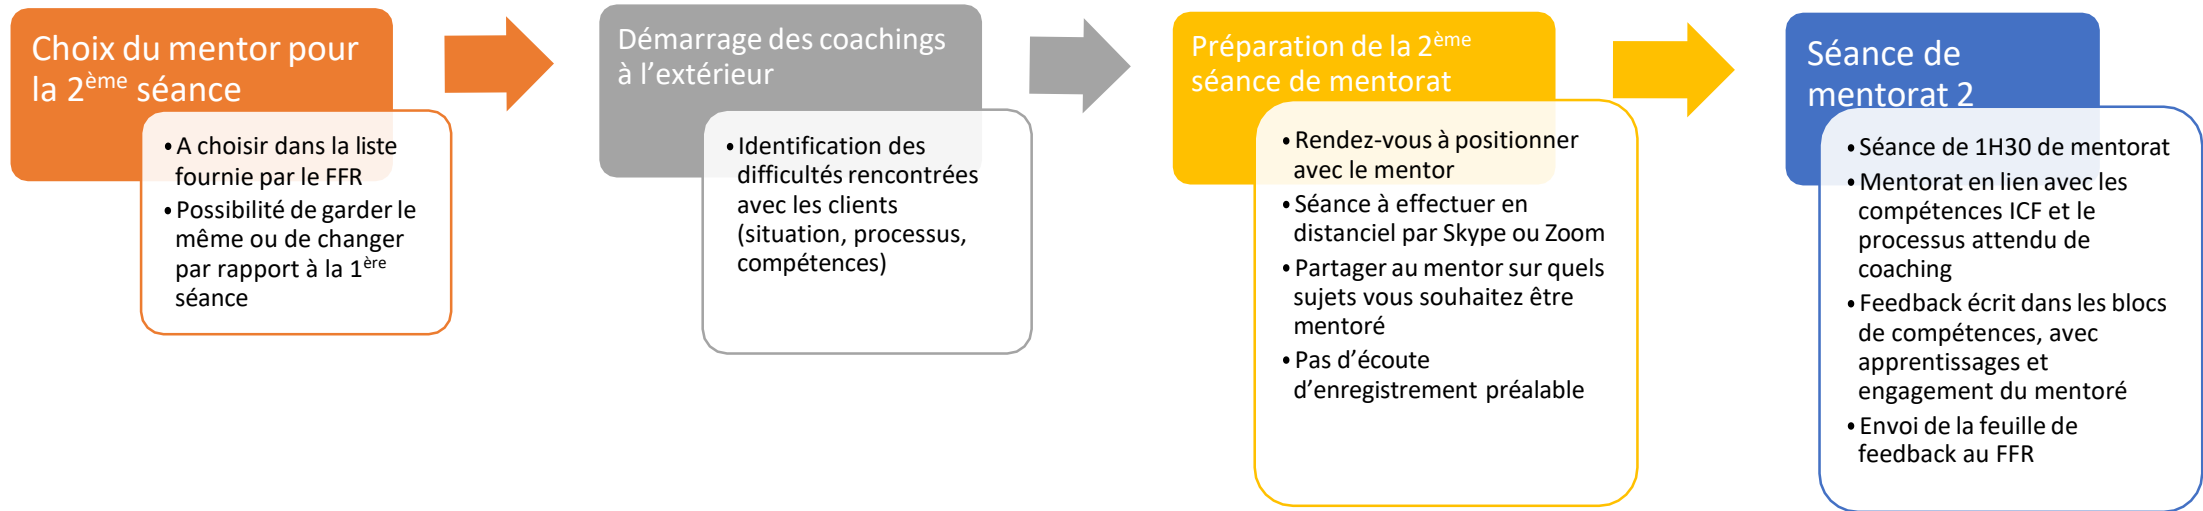 Choix du mentor pour
la 2ème séance
• A choisir dans la liste
fournie par le FFR
• Possibilité de garder le
même ou de changer
par rapport à la 1ère
séance
Démarrage des coachings
à l’extérieur
• Identification des
difficultés rencontrées
avec les clients
(situation, processus,
compétences)
Préparation de la 2ème
séance de mentorat
• Rendez-vous à positionner
avec le mentor
• Séance à effectuer en
distanciel par Skype ou Zoom
• Partager au mentor sur quels
sujets vous souhaitez être
mentoré
• Pas d’écoute
d’enregistrement préalable
Séance de
mentorat 2
• Séance de 1H30 de mentorat
• Mentorat en lien avec les
compétences ICF et le
processus attendu de
coaching
• Feedback écrit dans les blocs
de compétences, avec
apprentissages et
engagement du mentoré
• Envoi de la feuille de
feedback au FFR